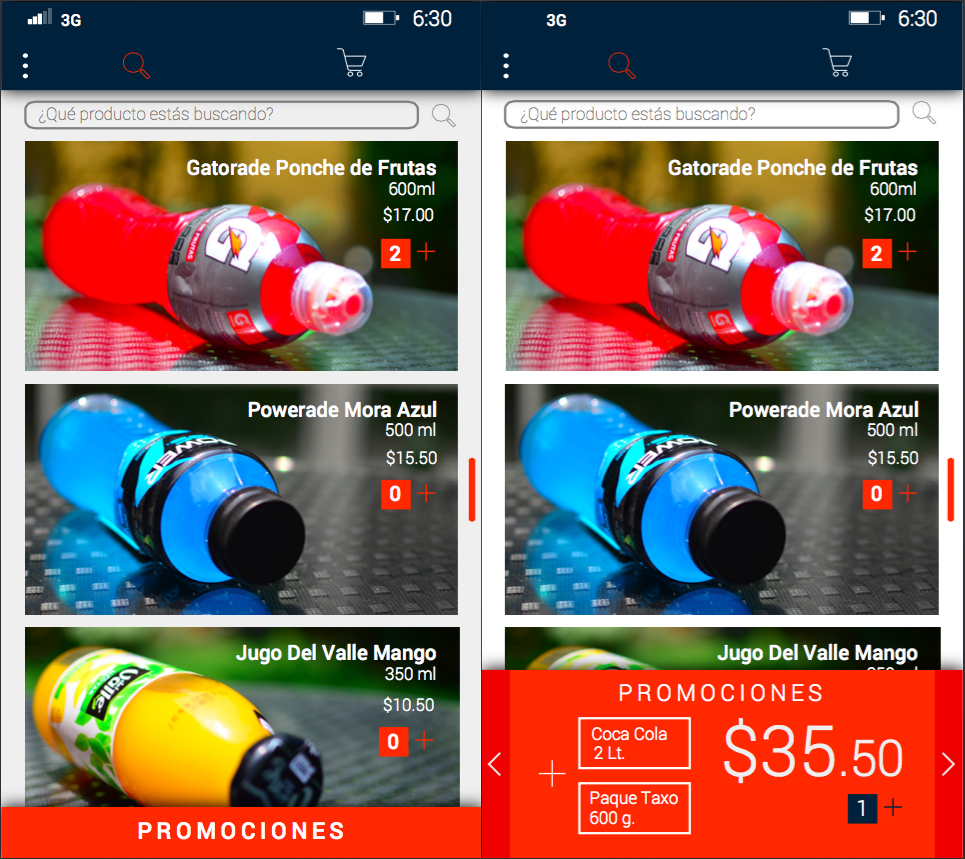 3G 6:30
¿Qué producto estás buscando?
Gatorade Ponche de Frutas
600ml
$17.00
2 +
G
Powerade Mora Azul
500 ml
$15.50
0 +
POWER
Jugo Del Valle Mango
350 ml
$10.50
0 +
Valle
PROMOCIONES
3G 6:30
¿Qué producto estás buscando?
Gatorade Ponche de Frutas
600ml
$17.00
2 +
G
Powerade Mora Azul
500 ml
$15.50
0 +
POWER
Jugo Del Valle Mango
PROMOCIONES
Coca Cola
2 Lt.
+
Paque Taxo
600 g.
$35.50
1 +